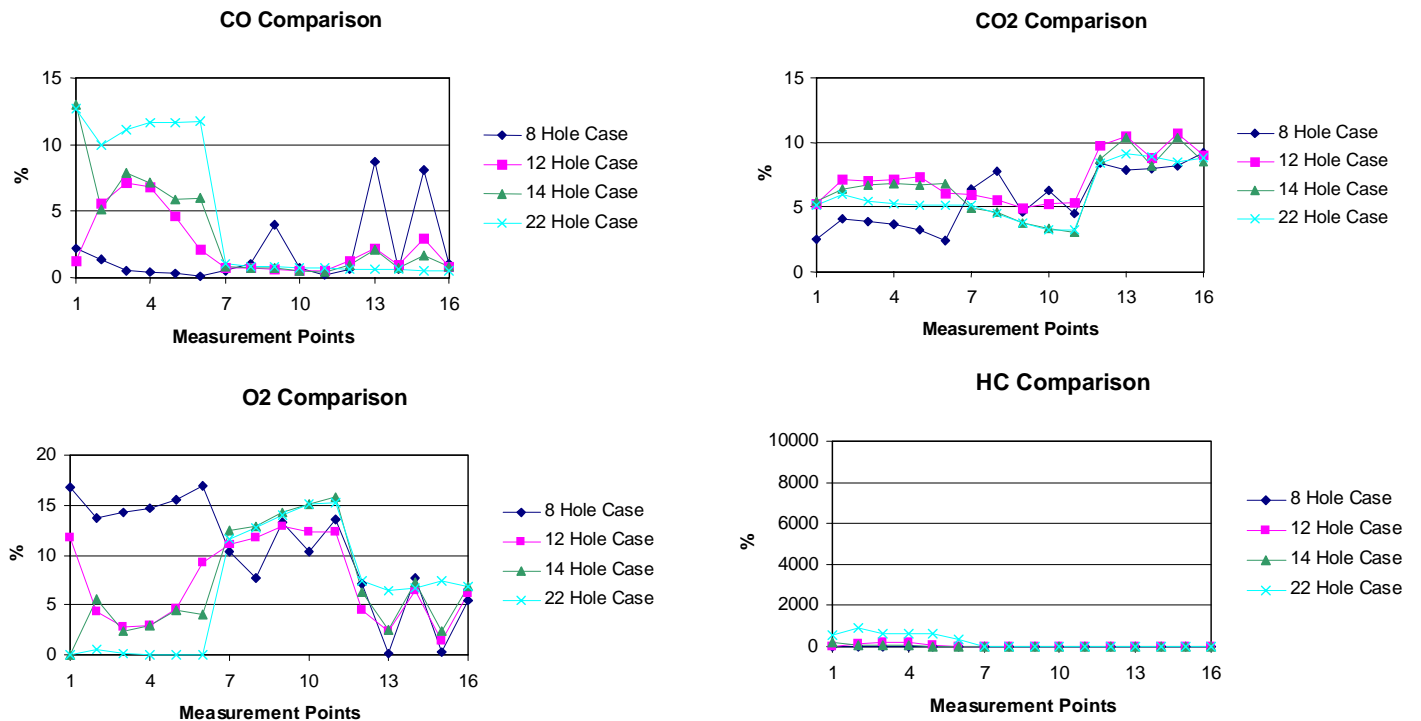 CO Comparison
15
10
5
0
%
1 4 7 10 13 16
Measurement Points
8 Hole Case
12 Hole Case
14 Hole Case
22 Hole Case
CO2 Comparison
15
10
5
0
%
1 4 7 10 13 16
Measurement Points
8 Hole Case
12 Hole Case
14 Hole Case
22 Hole Case
O2 Comparison
20
15
10
5
0
%
1 4 7 10 13 16
Measurement Points
8 Hole Case
12 Hole Case
14 Hole Case
22 Hole Case
HC Comparison
10000
8000
6000
4000
2000
0
%
1 4 7 10 13 16
Measurement Points
8 Hole Case
12 Hole Case
14 Hole Case
22 Hole Case